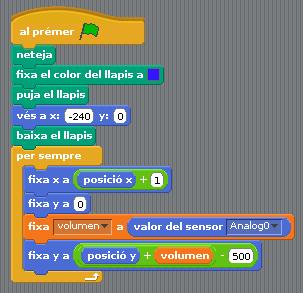 al prémer
neteja
fixa el color del llapis a
puja el llapis
vés a x: -240 y: 0
baixa el llapis
per sempre
fixa x a posició x + 1
fixa y a 0
fixa volumen a valor del sensor Analog0
fixa y a posició y + volumen - 500